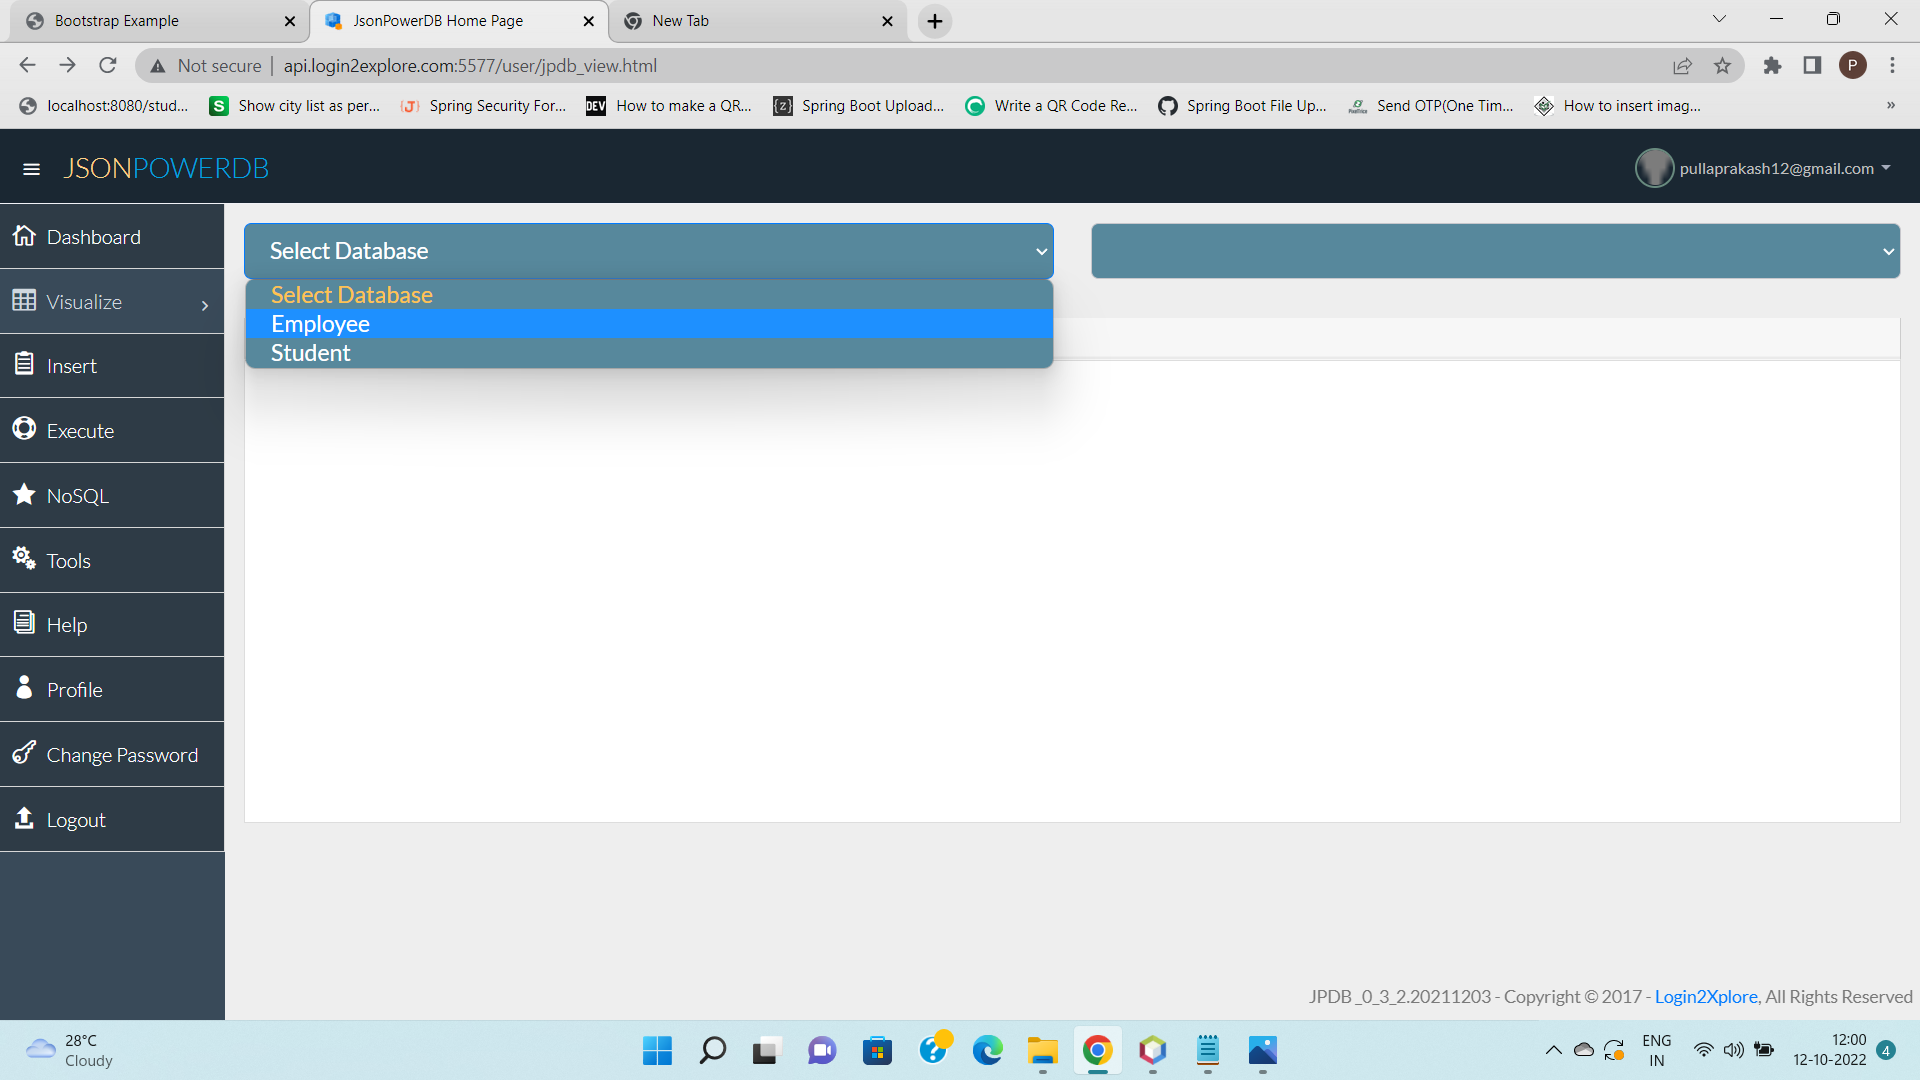 Bootstrap Example
JsonPowerDB Home Page
New Tab
Not secure | api.login2explore.com:5577/user/jpdb_view.html
P
localhost:8080/stud...
S Show city list as per...
{J} Spring Security For...
DEV How to make a QR...
{z} Spring Boot Upload...
Write a QR Code Re...
Spring Boot File Up...
Send OTP(One Tim...
How to insert imag...
»
JSONPOWERDB
pullaprakash12@gmail.com
Dashboard
Visualize
Insert
Execute
NoSQL
Tools
Help
Profile
Change Password
Logout
Select Database
Select Database
Employee
Student
JPDB_0_3_2.20211203 - Copyright © 2017 - Login2Xplore, All Rights Reserved
28°C
Cloudy
ENG
IN
12:00
12-10-2022
4